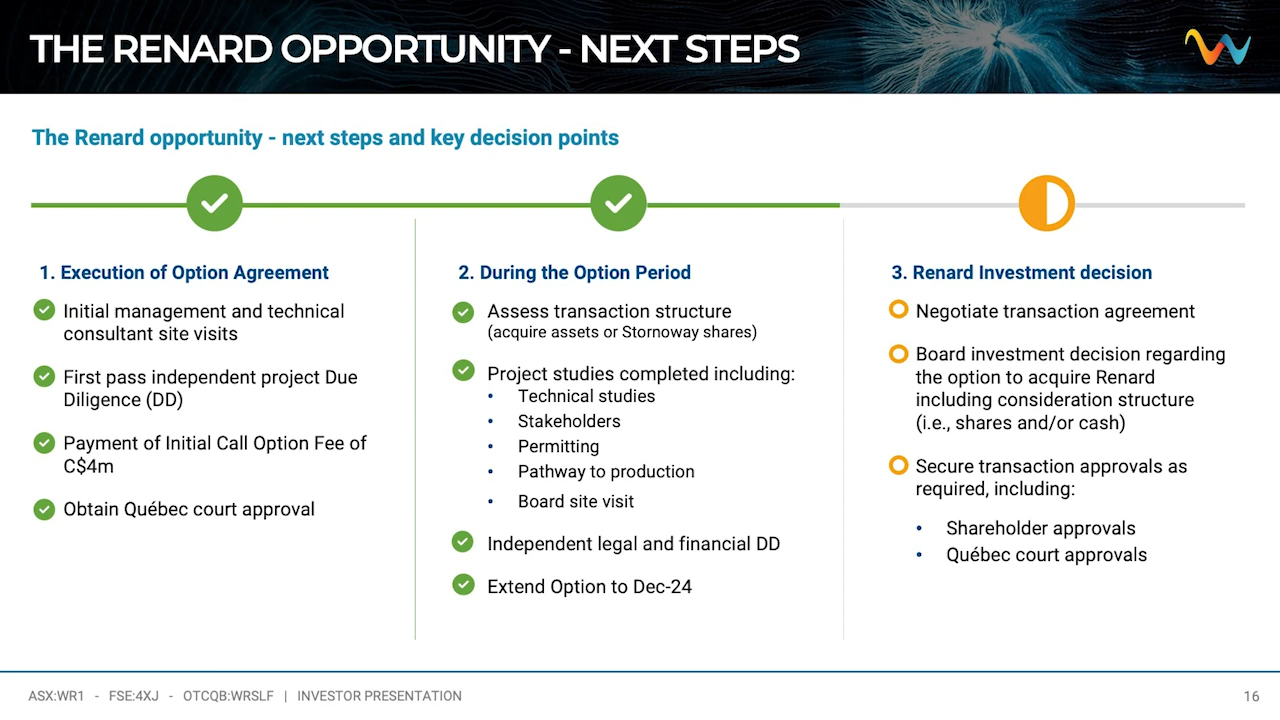 THE RENARD OPPORTUNITY - NEXT STEPS
The Renard opportunity - next steps and key decision points
1. Execution of Option Agreement
Initial management and technical
consultant site visits
First pass independent project Due
Diligence (DD)
Payment of Initial Call Option Fee of
C$4m
Obtain Québec court approval
2. During the Option Period
Assess transaction structure
(acquire assets or Stornoway shares)
Project studies completed including:
• Technical studies
• Stakeholders
• Permitting
• Pathway to production
• Board site visit
Independent legal and financial DD
Extend Option to Dec-24
3. Renard Investment decision
Negotiate transaction agreement
Board investment decision regarding
the option to acquire Renard
including consideration structure
(i.e., shares and/or cash)
Secure transaction approvals as
required, including:
• Shareholder approvals
• Québec court approvals
ASX:WR1 - FSE:4XJ - OTCQB:WRSLF | INVESTOR PRESENTATION
16